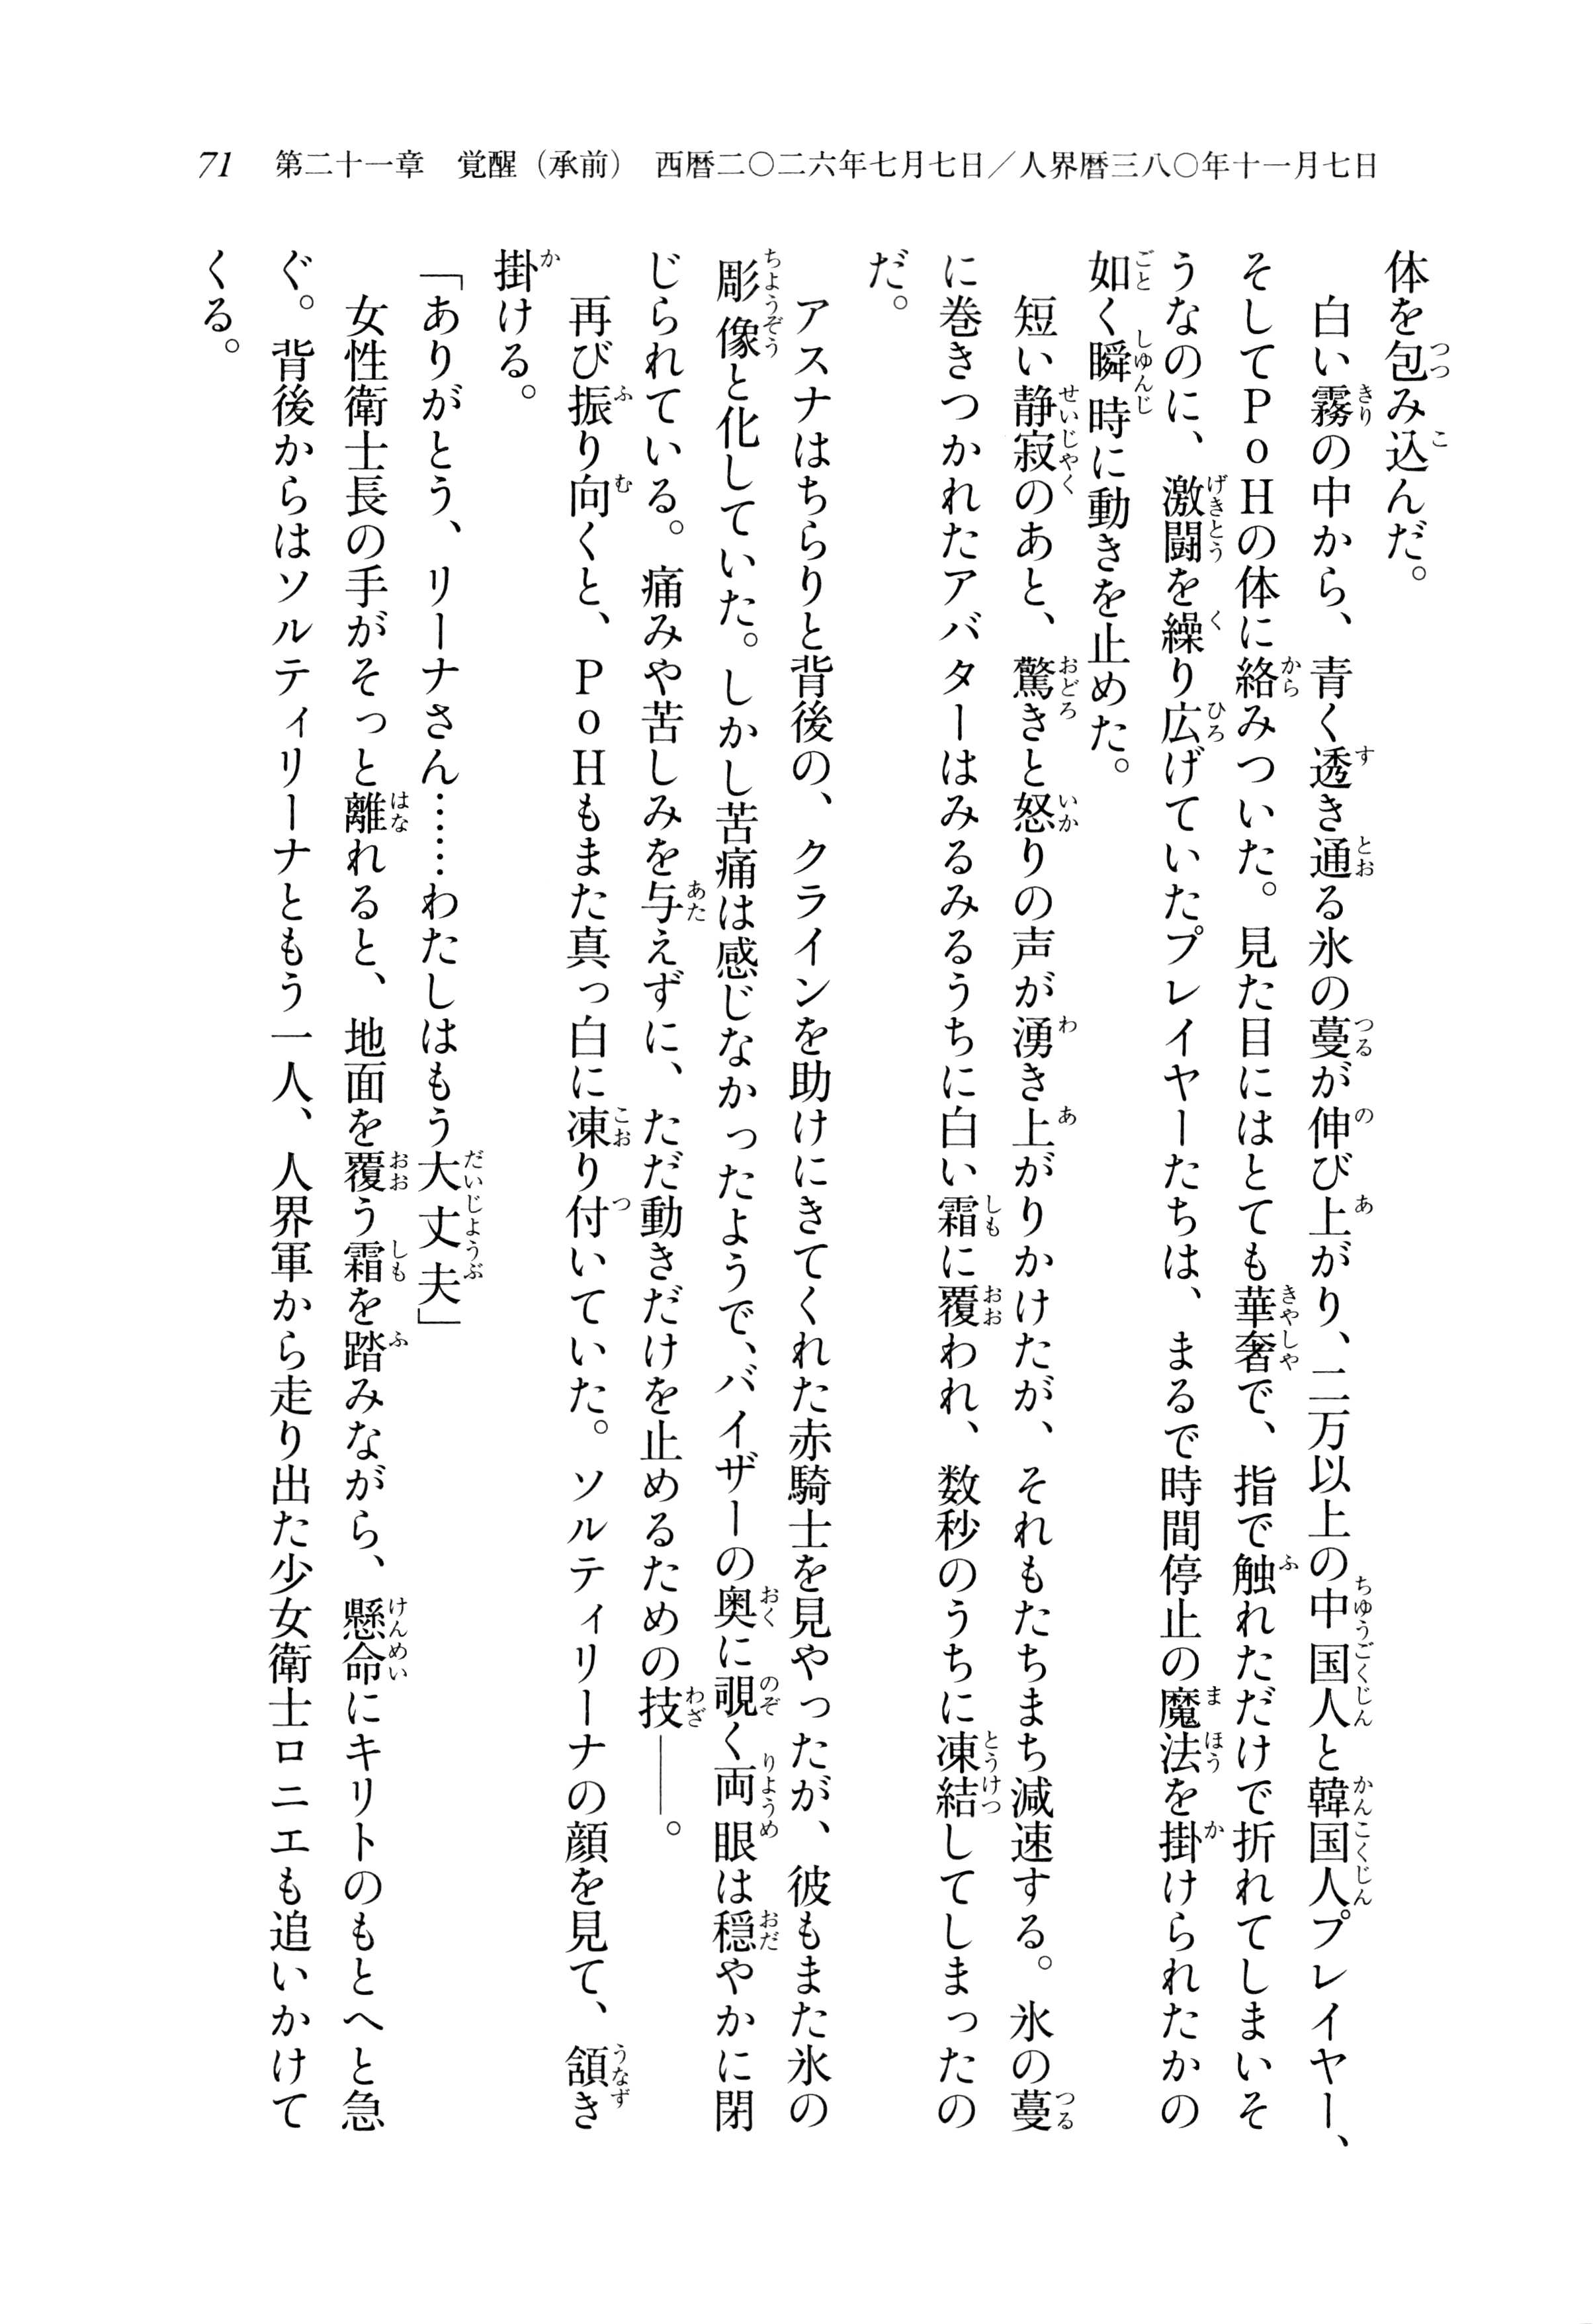 71　第二十一章　覚醒（承前）　西暦二〇二六年七月七日／人界暦三八〇年十一月七日
体を包み込んだ。
　白い霧の中から、青く透き通る氷の蔓が伸び上がり、二万以上の中国人と韓国人プレイヤー、
そしてＰｏＨの体に絡みついた。見た目にはとても華奢で、指で触れただけで折れてしまいそ
うなのに、激闘を繰り広げていたプレイヤーたちは、まるで時間停止の魔法を掛けられたかの
如く瞬時に動きを止めた。
　短い静寂のあと、驚きと怒りの声が湧き上がりかけたが、それもたちまち減速する。氷の蔓
に巻きつかれたアバターはみるみるうちに白い霜に覆われ、数秒のうちに凍結してしまったの
だ。
　アスナはちらりと背後の、クラインを助けにきてくれた赤騎士を見やったが、彼もまた氷の
彫像と化していた。しかし苦痛は感じなかったようで、バイザーの奥に覗く両眼は穏やかに閉
じられている。痛みや苦しみを与えずに、ただ動きだけを止めるための技――。
　再び振り向くと、ＰｏＨもまた真っ白に凍り付いていた。ソルティリーナの顔を見て、頷き
掛ける。
「ありがとう、リーナさん……わたしはもう大丈夫」
　女性衛士長の手がそっと離れると、地面を覆う霜を踏みながら、懸命にキリトのもとへと急
ぐ。背後からはソルティリーナともう一人、人界軍から走り出た少女衛士ロニエも追いかけて
くる。